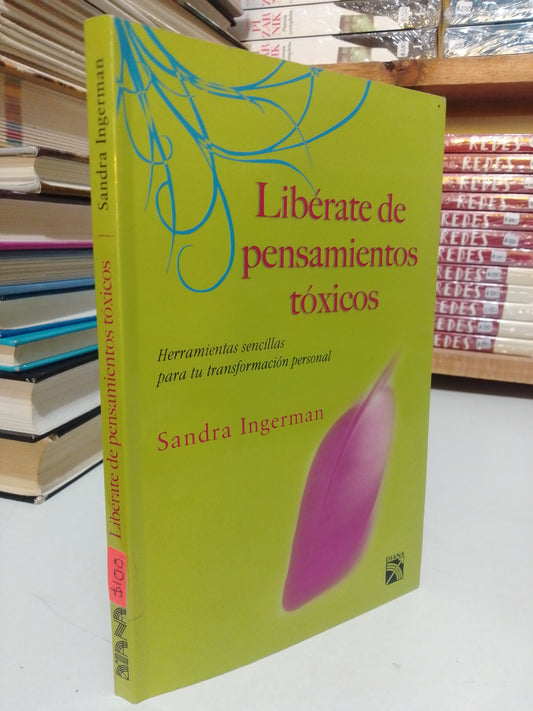 Libérate de
pensamientos
tóxicos
Herramientas sencillas
para tu transformación personal
Sandra Ingerman
DIANA
Sandra Ingerman
Libérate de pensamientos tóxicos
$100
DIANA
REDES
REDES
REDES
REDES
REDES
REDES
REDES
REDES
REDES
REDES
REDES